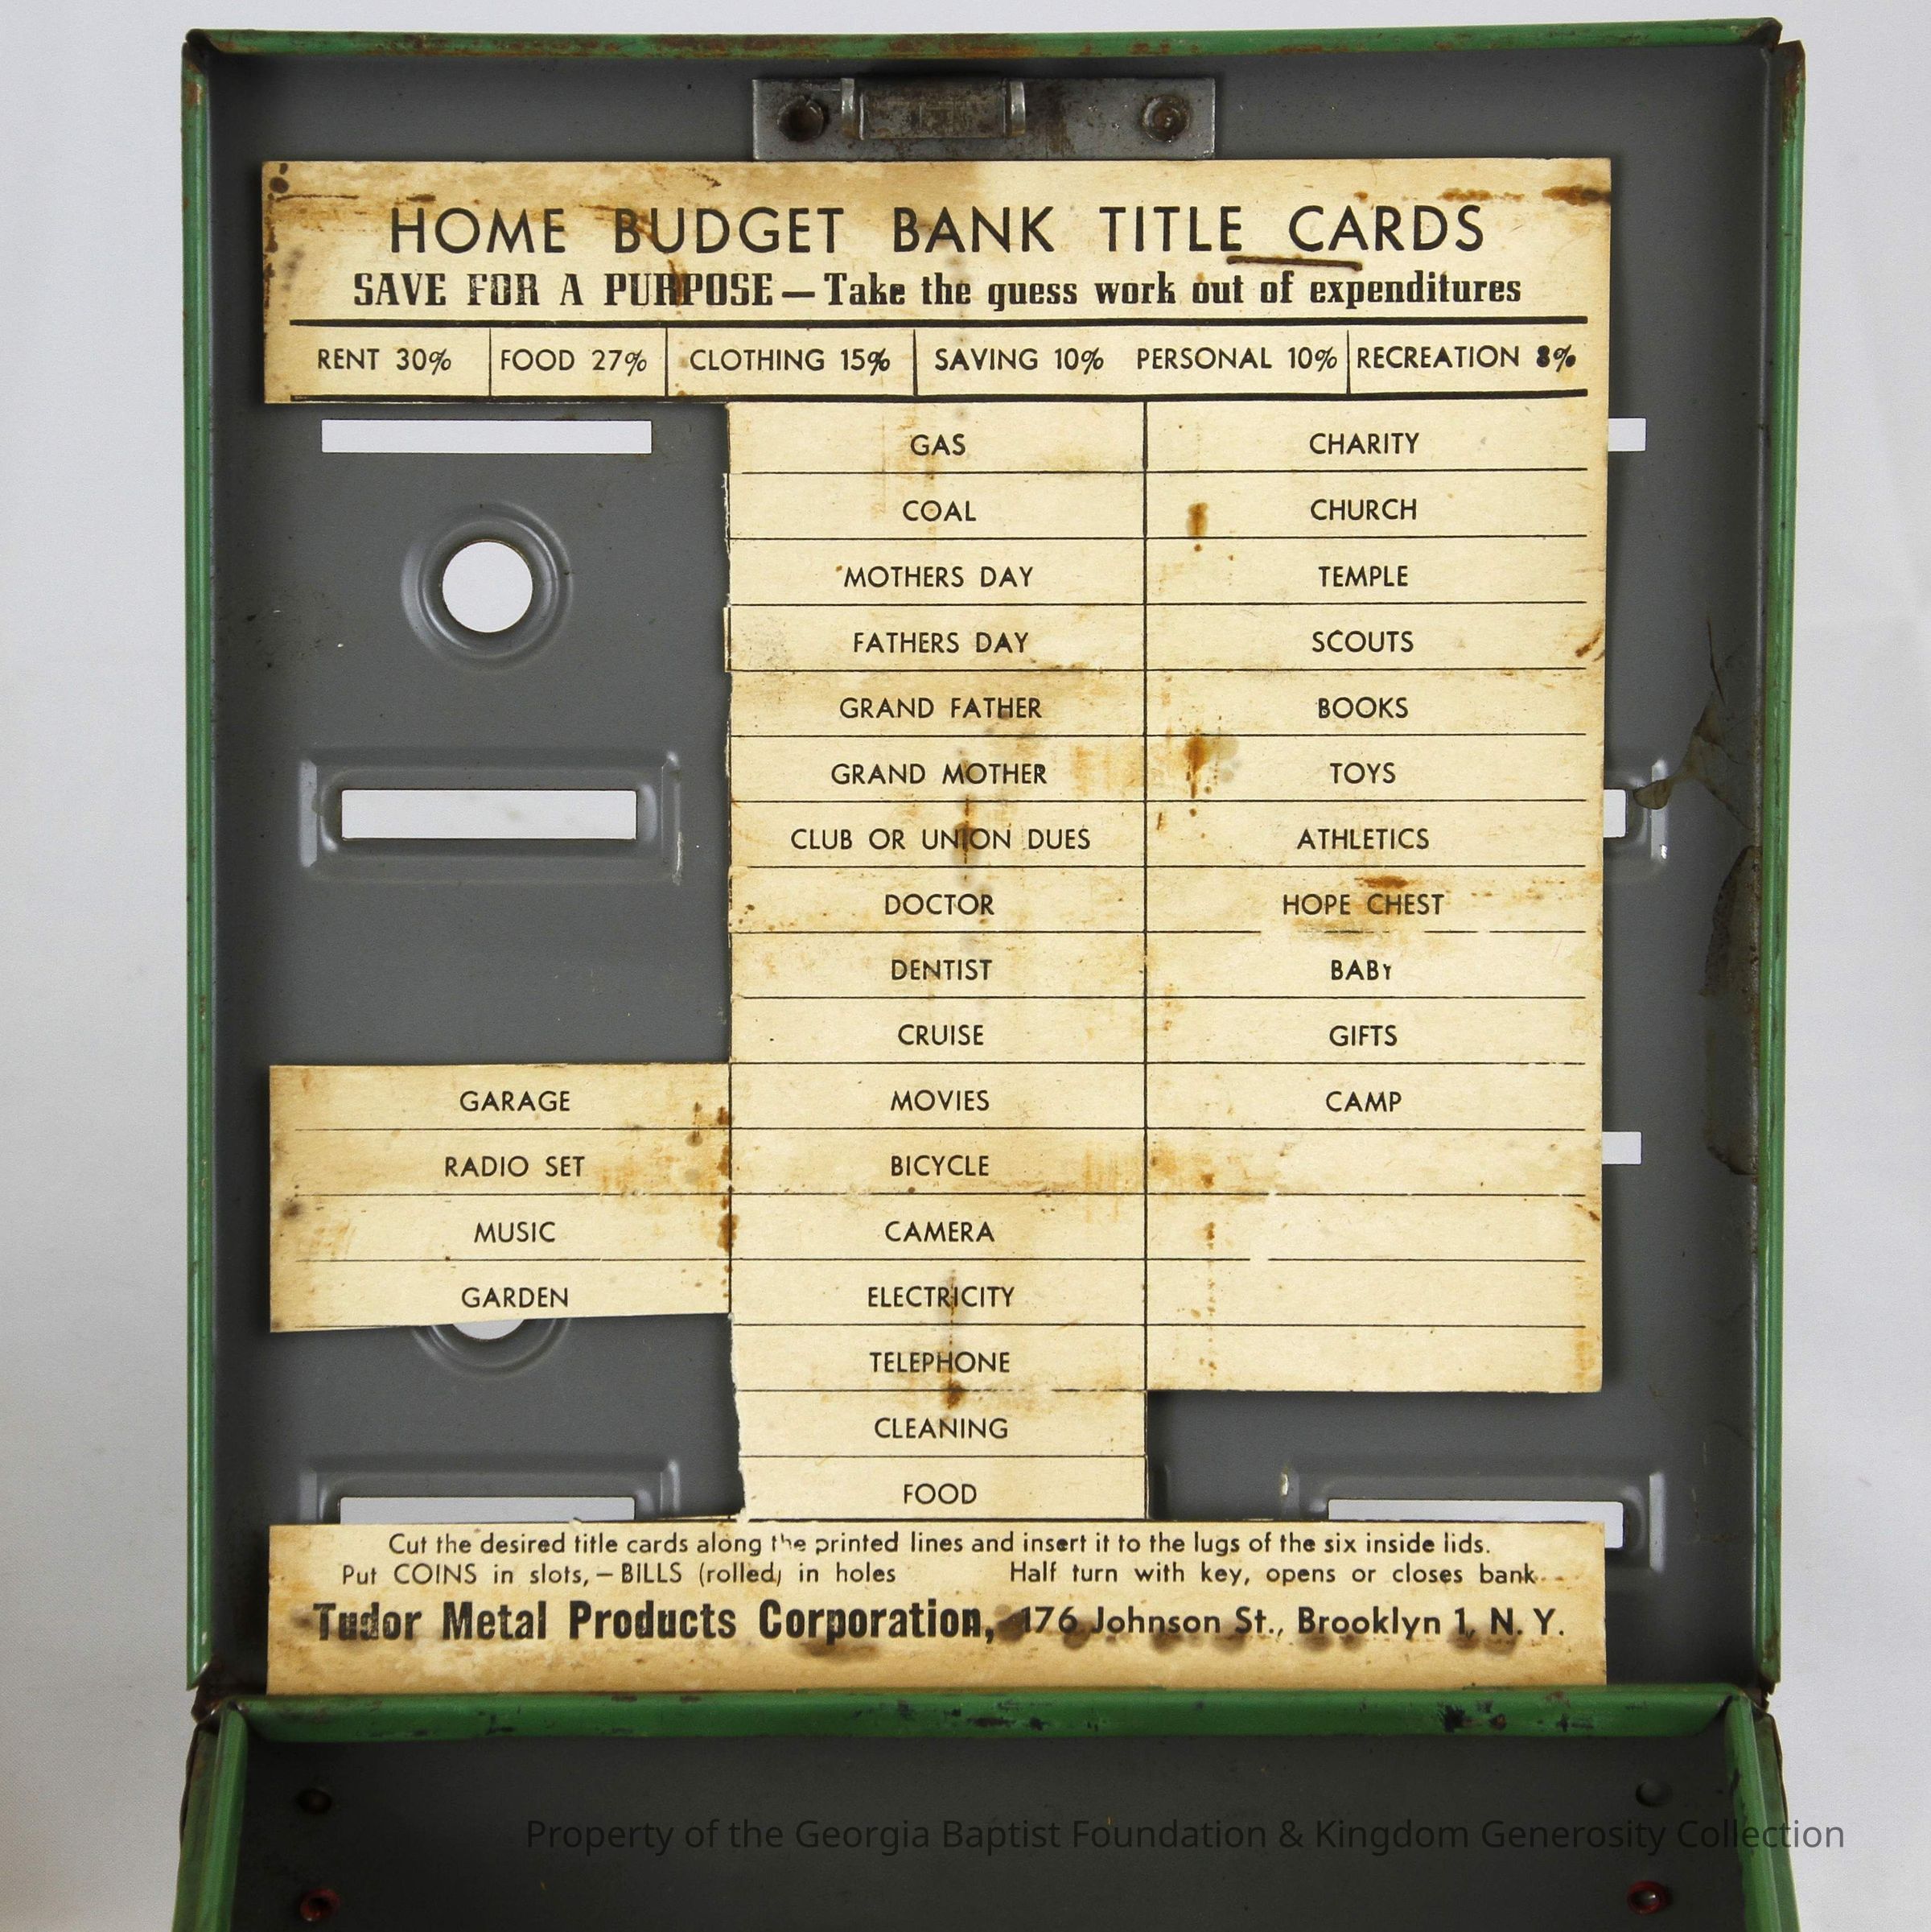 HOME BUDGET BANK TITLE CARDS
SAVE FOR A PURPOSE — Take the guess work out of expenditures
RENT 30% FOOD 27% CLOTHING 15% SAVING 10% PERSONAL 10% RECREATION 8%
GAS CHARITY
COAL CHURCH
MOTHERS DAY TEMPLE
FATHERS DAY SCOUTS
GRAND FATHER BOOKS
GRAND MOTHER TOYS
CLUB OR UNION DUES ATHLETICS
DOCTOR HOPE CHEST
DENTIST BABY
CRUISE GIFTS
GARAGE MOVIES CAMP
RADIO SET BICYCLE
MUSIC CAMERA
GARDEN ELECTRICITY
TELEPHONE
CLEANING
FOOD
Cut the desired title cards along the printed lines and insert it to the lugs of the six inside lids.
Put COINS in slots, — BILLS (rolled) in holes Half turn with key, opens or closes bank
Tudor Metal Products Corporation, 176 Johnson St., Brooklyn 1, N. Y.
Property of the Georgia Baptist Foundation & Kingdom Generosity Collection